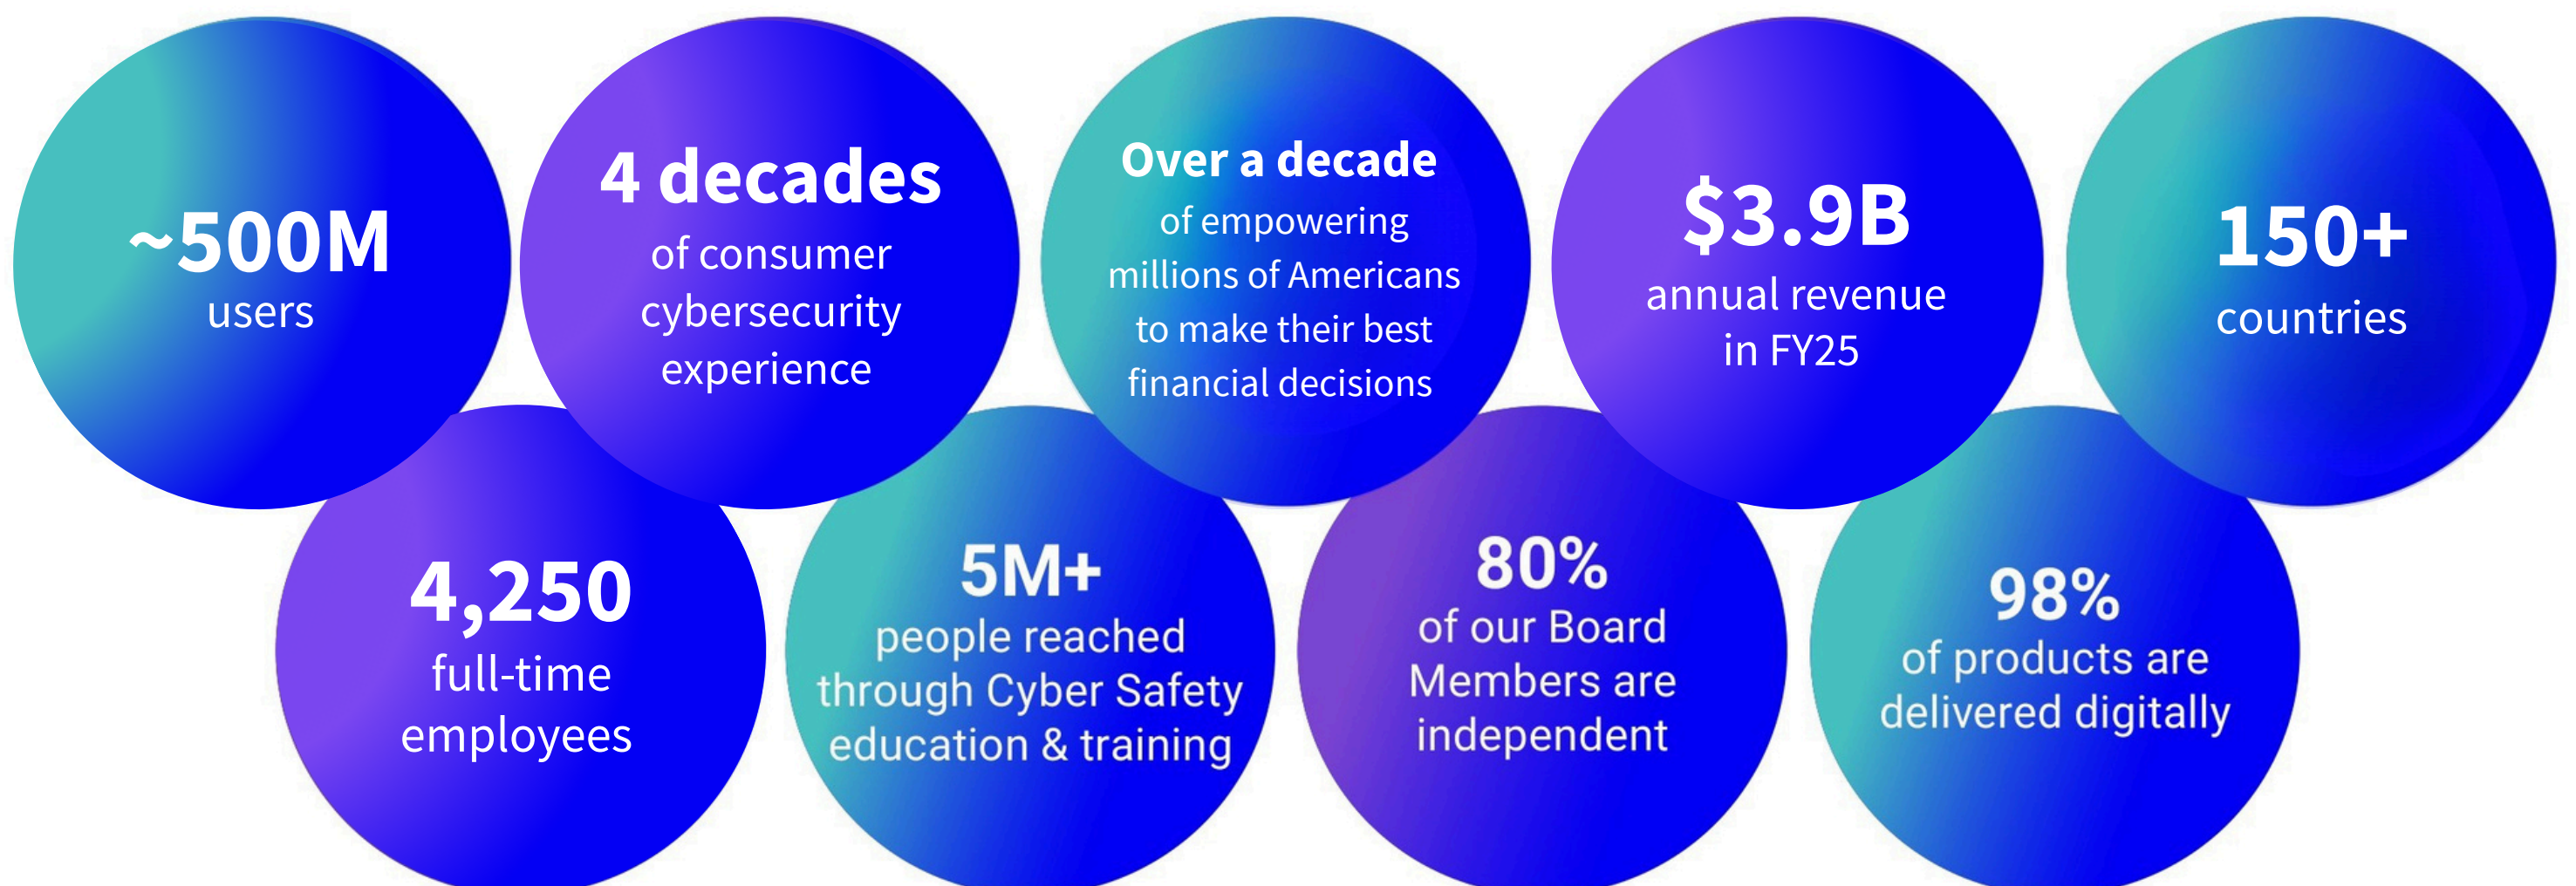 ~500M
users
4 decades
of consumer
cybersecurity
experience
Over a decade
of empowering
millions of Americans
to make their best
financial decisions
$3.9B
annual revenue
in FY25
150+
countries
4,250
full-time
employees
5M+
people reached
through Cyber Safety
education & training
80%
of our Board
Members are
independent
98%
of products are
delivered digitally